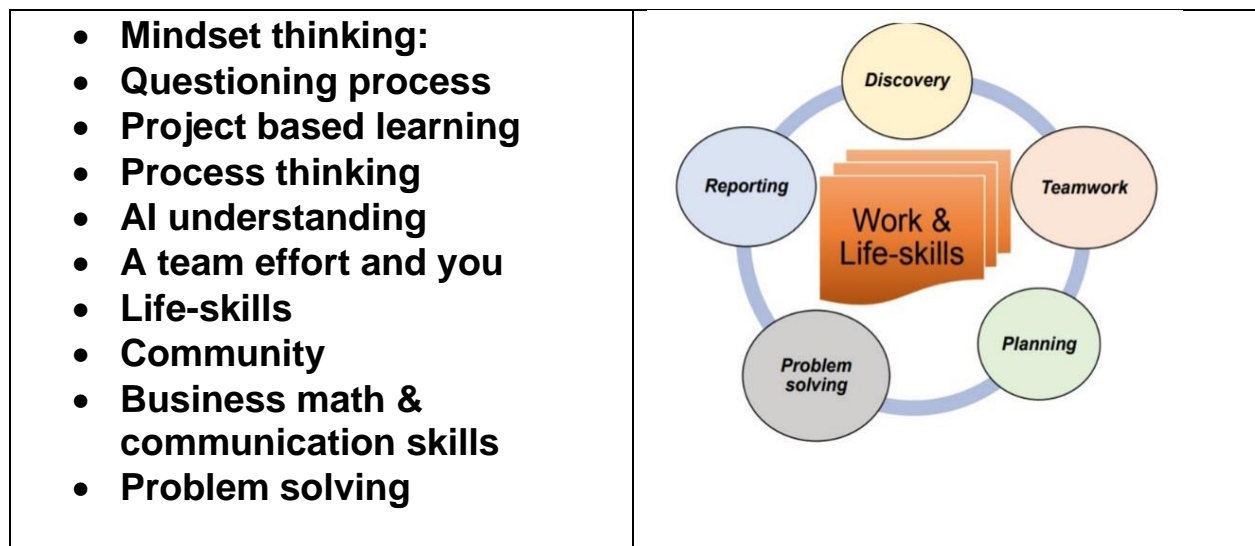 • Mindset thinking:
• Questioning process
• Project based learning
• Process thinking
• AI understanding
• A team effort and you
• Life-skills
• Community
• Business math &
communication skills
• Problem solving
Discovery
Teamwork
Planning
Problem
solving
Reporting
Work &
Life-skills